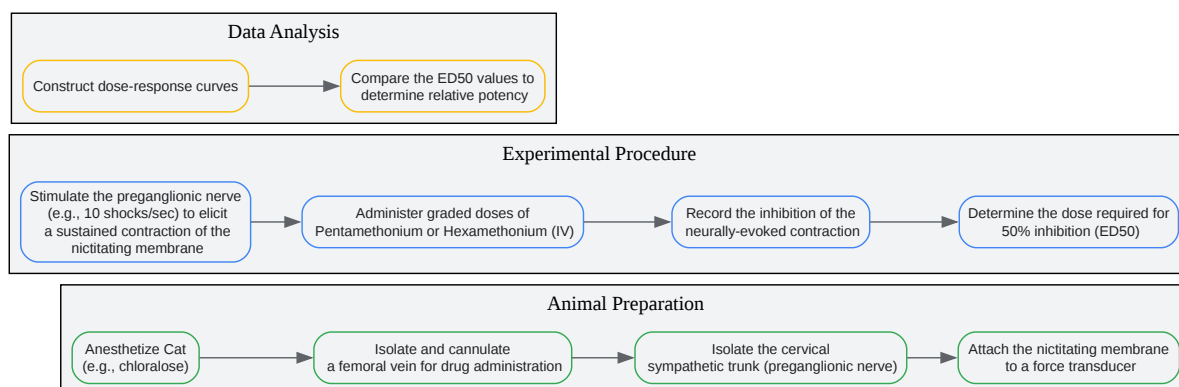 Data Analysis
Construct dose-response curves
Compare the ED50 values to
determine relative potency
Experimental Procedure
Stimulate the preganglionic nerve
(e.g., 10 shocks/sec) to elicit
a sustained contraction of the
nictitating membrane
Administer graded doses of
Pentamethonium or Hexamethonium (IV)
Record the inhibition of the
neurally-evoked contraction
Determine the dose required for
50% inhibition (ED50)
Animal Preparation
Anesthetize Cat
(e.g., chloralose)
Isolate and cannulate
a femoral vein for drug administration
Isolate the cervical
sympathetic trunk (preganglionic nerve)
Attach the nictitating membrane
to a force transducer